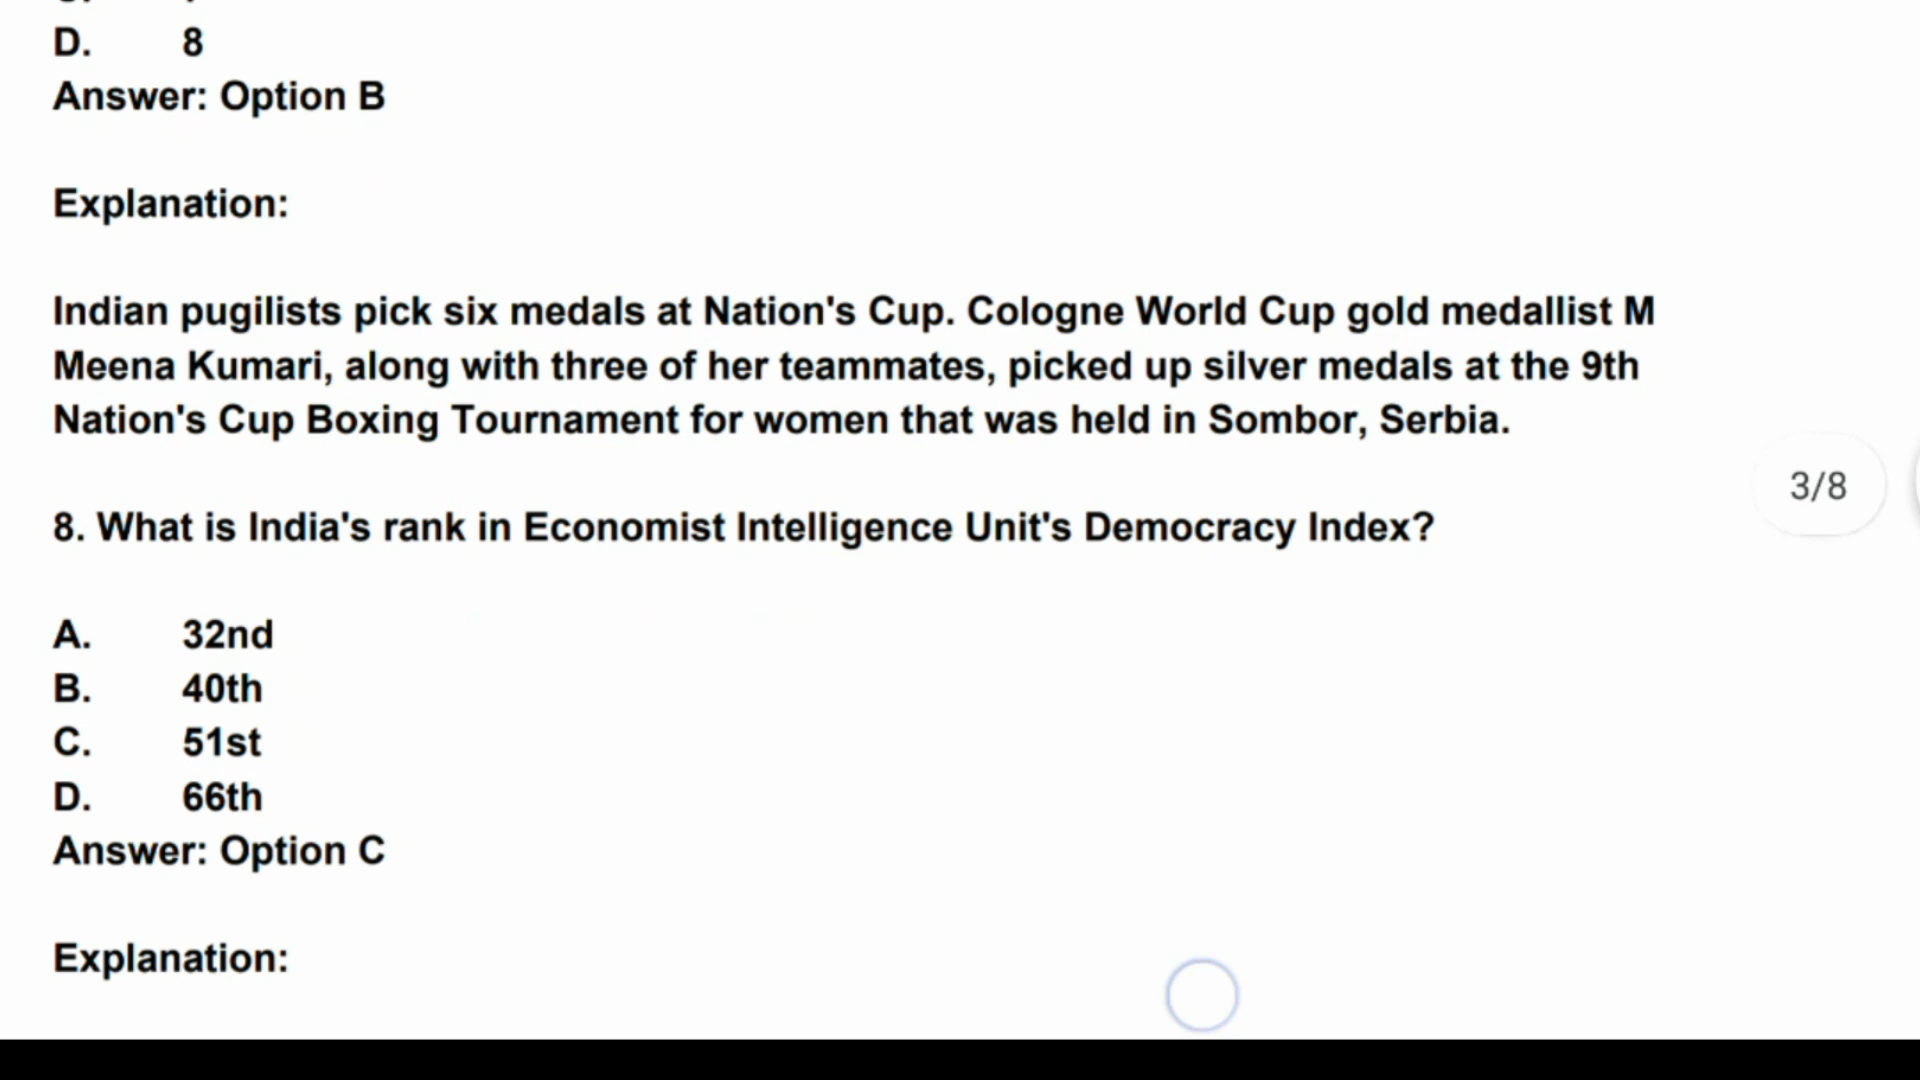 D. 8
Answer: Option B
Explanation:
Indian pugilists pick six medals at Nation's Cup. Cologne World Cup gold medallist M
Meena Kumari, along with three of her teammates, picked up silver medals at the 9th
Nation's Cup Boxing Tournament for women that was held in Sombor, Serbia.
3/8
8. What is India's rank in Economist Intelligence Unit's Democracy Index?
A. 32nd
B. 40th
C. 51st
D. 66th
Answer: Option C
Explanation: